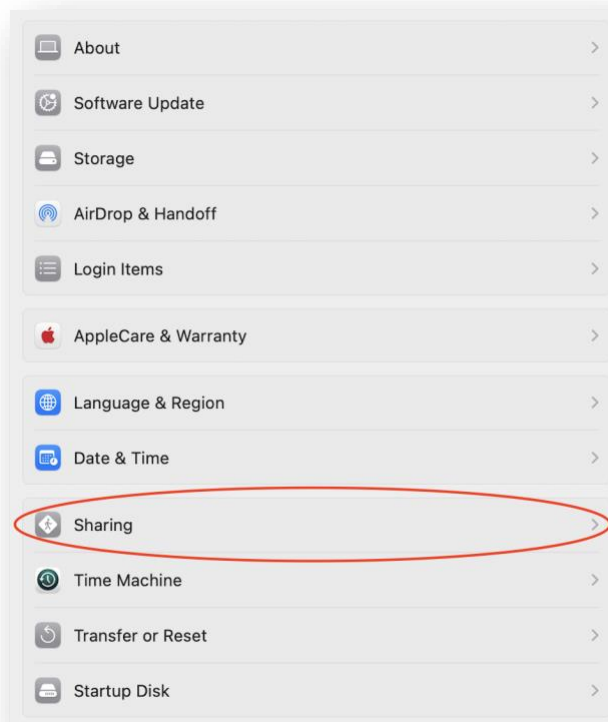 About
Software Update
Storage
AirDrop & Handoff
Login Items
AppleCare & Warranty
Language & Region
Date & Time
Sharing
Time Machine
Transfer or Reset
Startup Disk